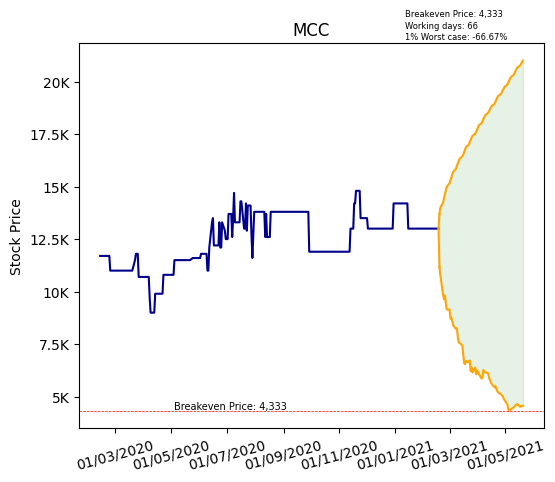 Breakeven Price: 4,333
Working days: 66
1% Worst case: -66.67%
MCC
Stock Price
20K
17.5K
15K
12.5K
10K
7.5K
5K
Breakeven Price: 4,333
01/03/2020
01/05/2020
01/07/2020
01/09/2020
01/11/2020
01/01/2021
01/03/2021
01/05/2021